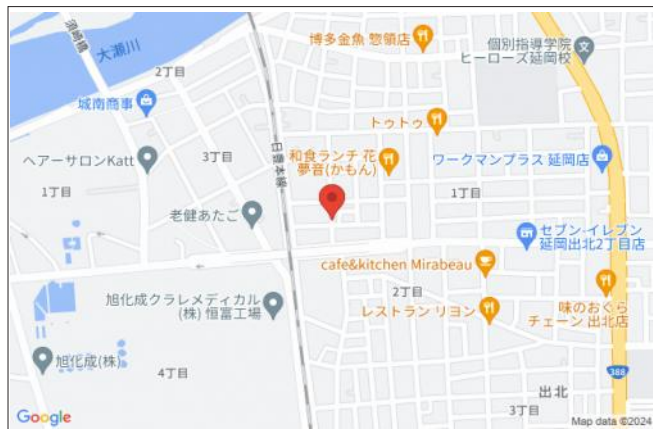 須崎橋
大瀬川
2丁目
城南商事
ヘアーサロンKatt
3丁目
1丁目
老健あたご
日豊本線
博多金魚 惣領店
個別指導学院
ヒーローズ延岡校
トゥトゥ
和食ランチ 花
夢音(かもん)
ワークマンプラス 延岡店
1丁目
セブン-イレブン
延岡出北2丁目店
cafe&kitchen Mirabeau
旭化成クラレメディカル
(株) 恒富工場
2丁目
レストラン リヨン
味のおぐら
チェーン 出北店
旭化成(株)
4丁目
388
出北
3丁目
Google
Map data ©2024